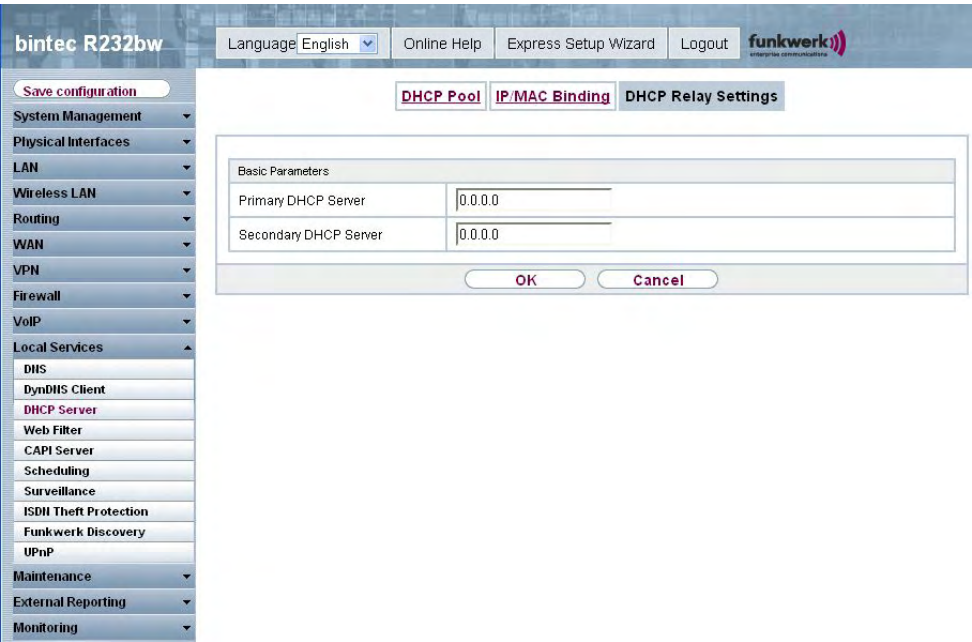 bintec R232bw
Language English Online Help Express Setup Wizard Logout funkwerk
enterprise communications
Save configuration
System Management
Physical Interfaces
LAN
Wireless LAN
Routing
WAN
VPN
Firewall
VoIP
Local Services
DNS
DynDNS Client
DHCP Server
Web Filter
CAPI Server
Scheduling
Surveillance
ISDN Theft Protection
Funkwerk Discovery
UPnP
Maintenance
External Reporting
Monitoring
DHCP Pool IP/MAC Binding DHCP Relay Settings
Basic Parameters
Primary DHCP Server 0.0.0.0
Secondary DHCP Server 0.0.0.0
OK Cancel